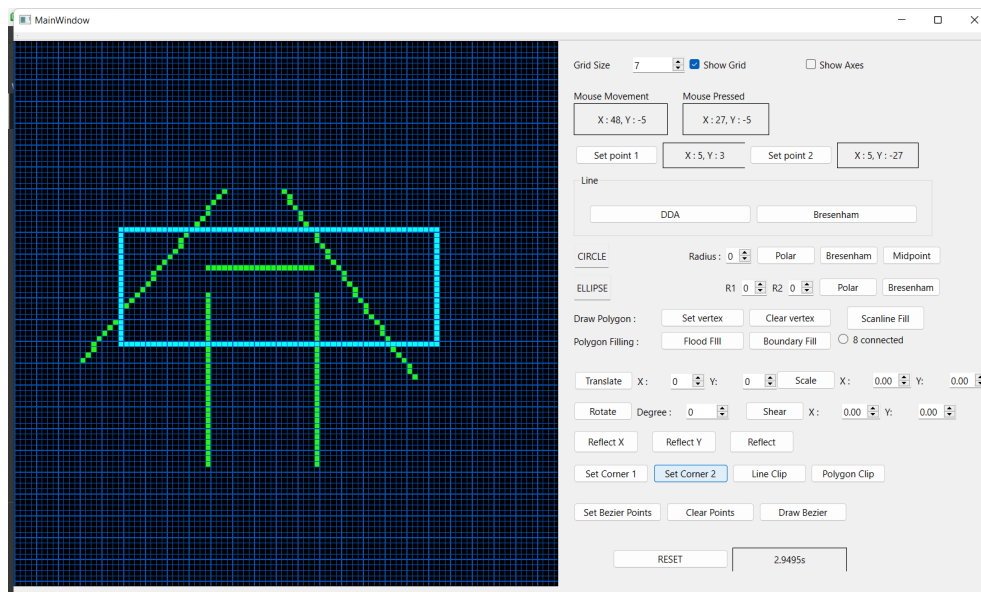 MainWindow
Grid Size 7 Show Grid Show Axes
Mouse Movement Mouse Pressed
X : 48, Y : -5 X : 27, Y : -5
Set point 1 X : 5, Y : 3 Set point 2 X : 5, Y : -27
Line
DDA Bresenham
CIRCLE Radius : 0 Polar Bresenham Midpoint
ELLIPSE R1 0 R2 0 Polar Bresenham
Draw Polygon : Set vertex Clear vertex Scanline Fill
Polygon Filling : Flood FIll Boundary Fill 8 connected
Translate X : 0 Y: 0 Scale X : 0.00 Y: 0.00
Rotate Degree : 0 Shear X : 0.00 Y: 0.00
Reflect X Reflect Y Reflect
Set Corner 1 Set Corner 2 Line Clip Polygon Clip
Set Bezier Points Clear Points Draw Bezier
RESET 2.9495s